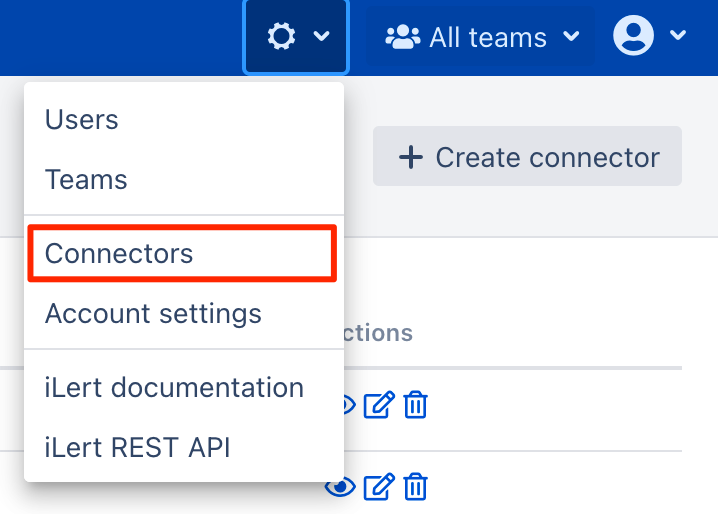 All teams
Users
Teams
Create connector
Connectors
Account settings
ctions
iLert documentation
iLert REST API